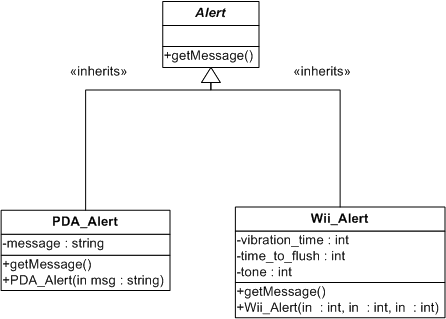 Alert
+getMessage()
«inherits»
«inherits»
PDA_Alert
-message : string
+getMessage()
+PDA_Alert(in msg : string)
Wii_Alert
-vibration_time : int
-time_to_flush : int
-tone : int
+getMessage()
+Wii_Alert(in  : int, in  : int, in  : int)